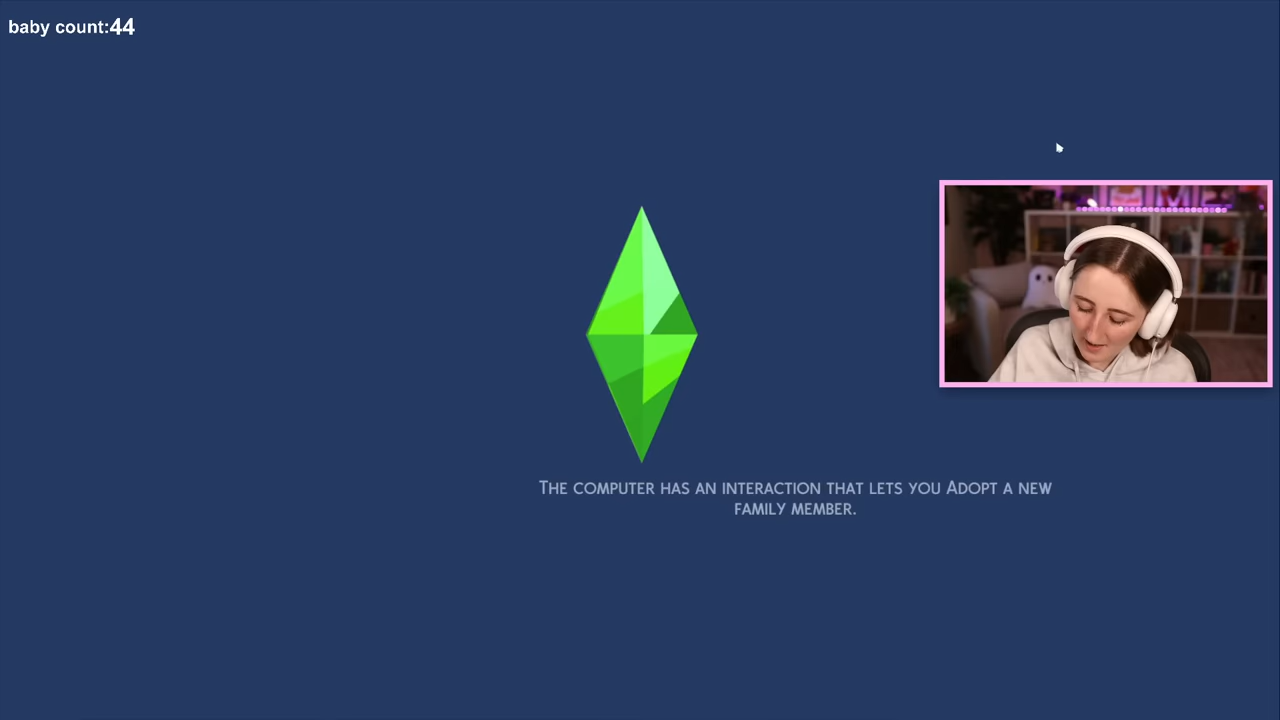 baby count:44
THE COMPUTER HAS AN INTERACTION THAT LETS YOU ADOPT A NEW
FAMILY MEMBER.